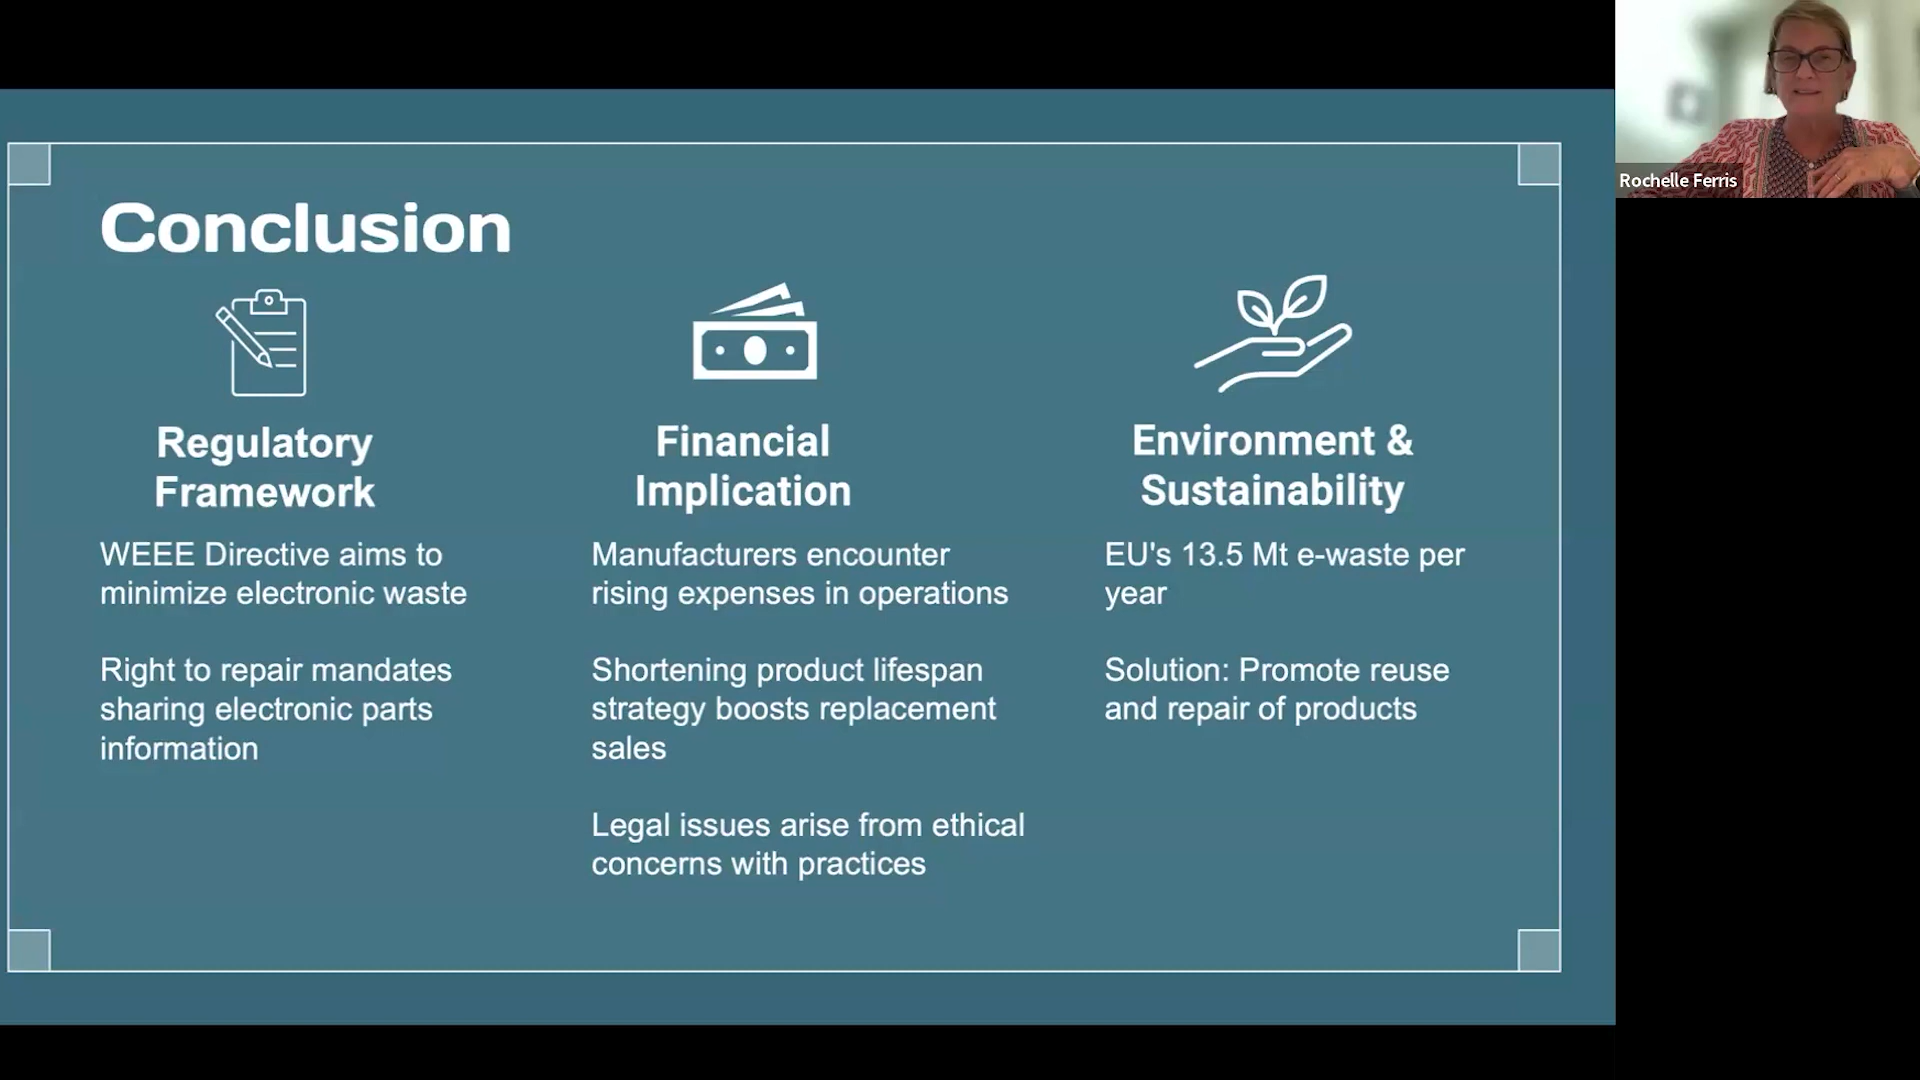 Conclusion
Regulatory
Framework
WEEE Directive aims to
minimize electronic waste
Right to repair mandates
sharing electronic parts
information
Financial
Implication
Manufacturers encounter
rising expenses in operations
Shortening product lifespan
strategy boosts replacement
sales
Legal issues arise from ethical
concerns with practices
Environment &
Sustainability
EU's 13.5 Mt e-waste per
year
Solution: Promote reuse
and repair of products
Rochelle Ferris